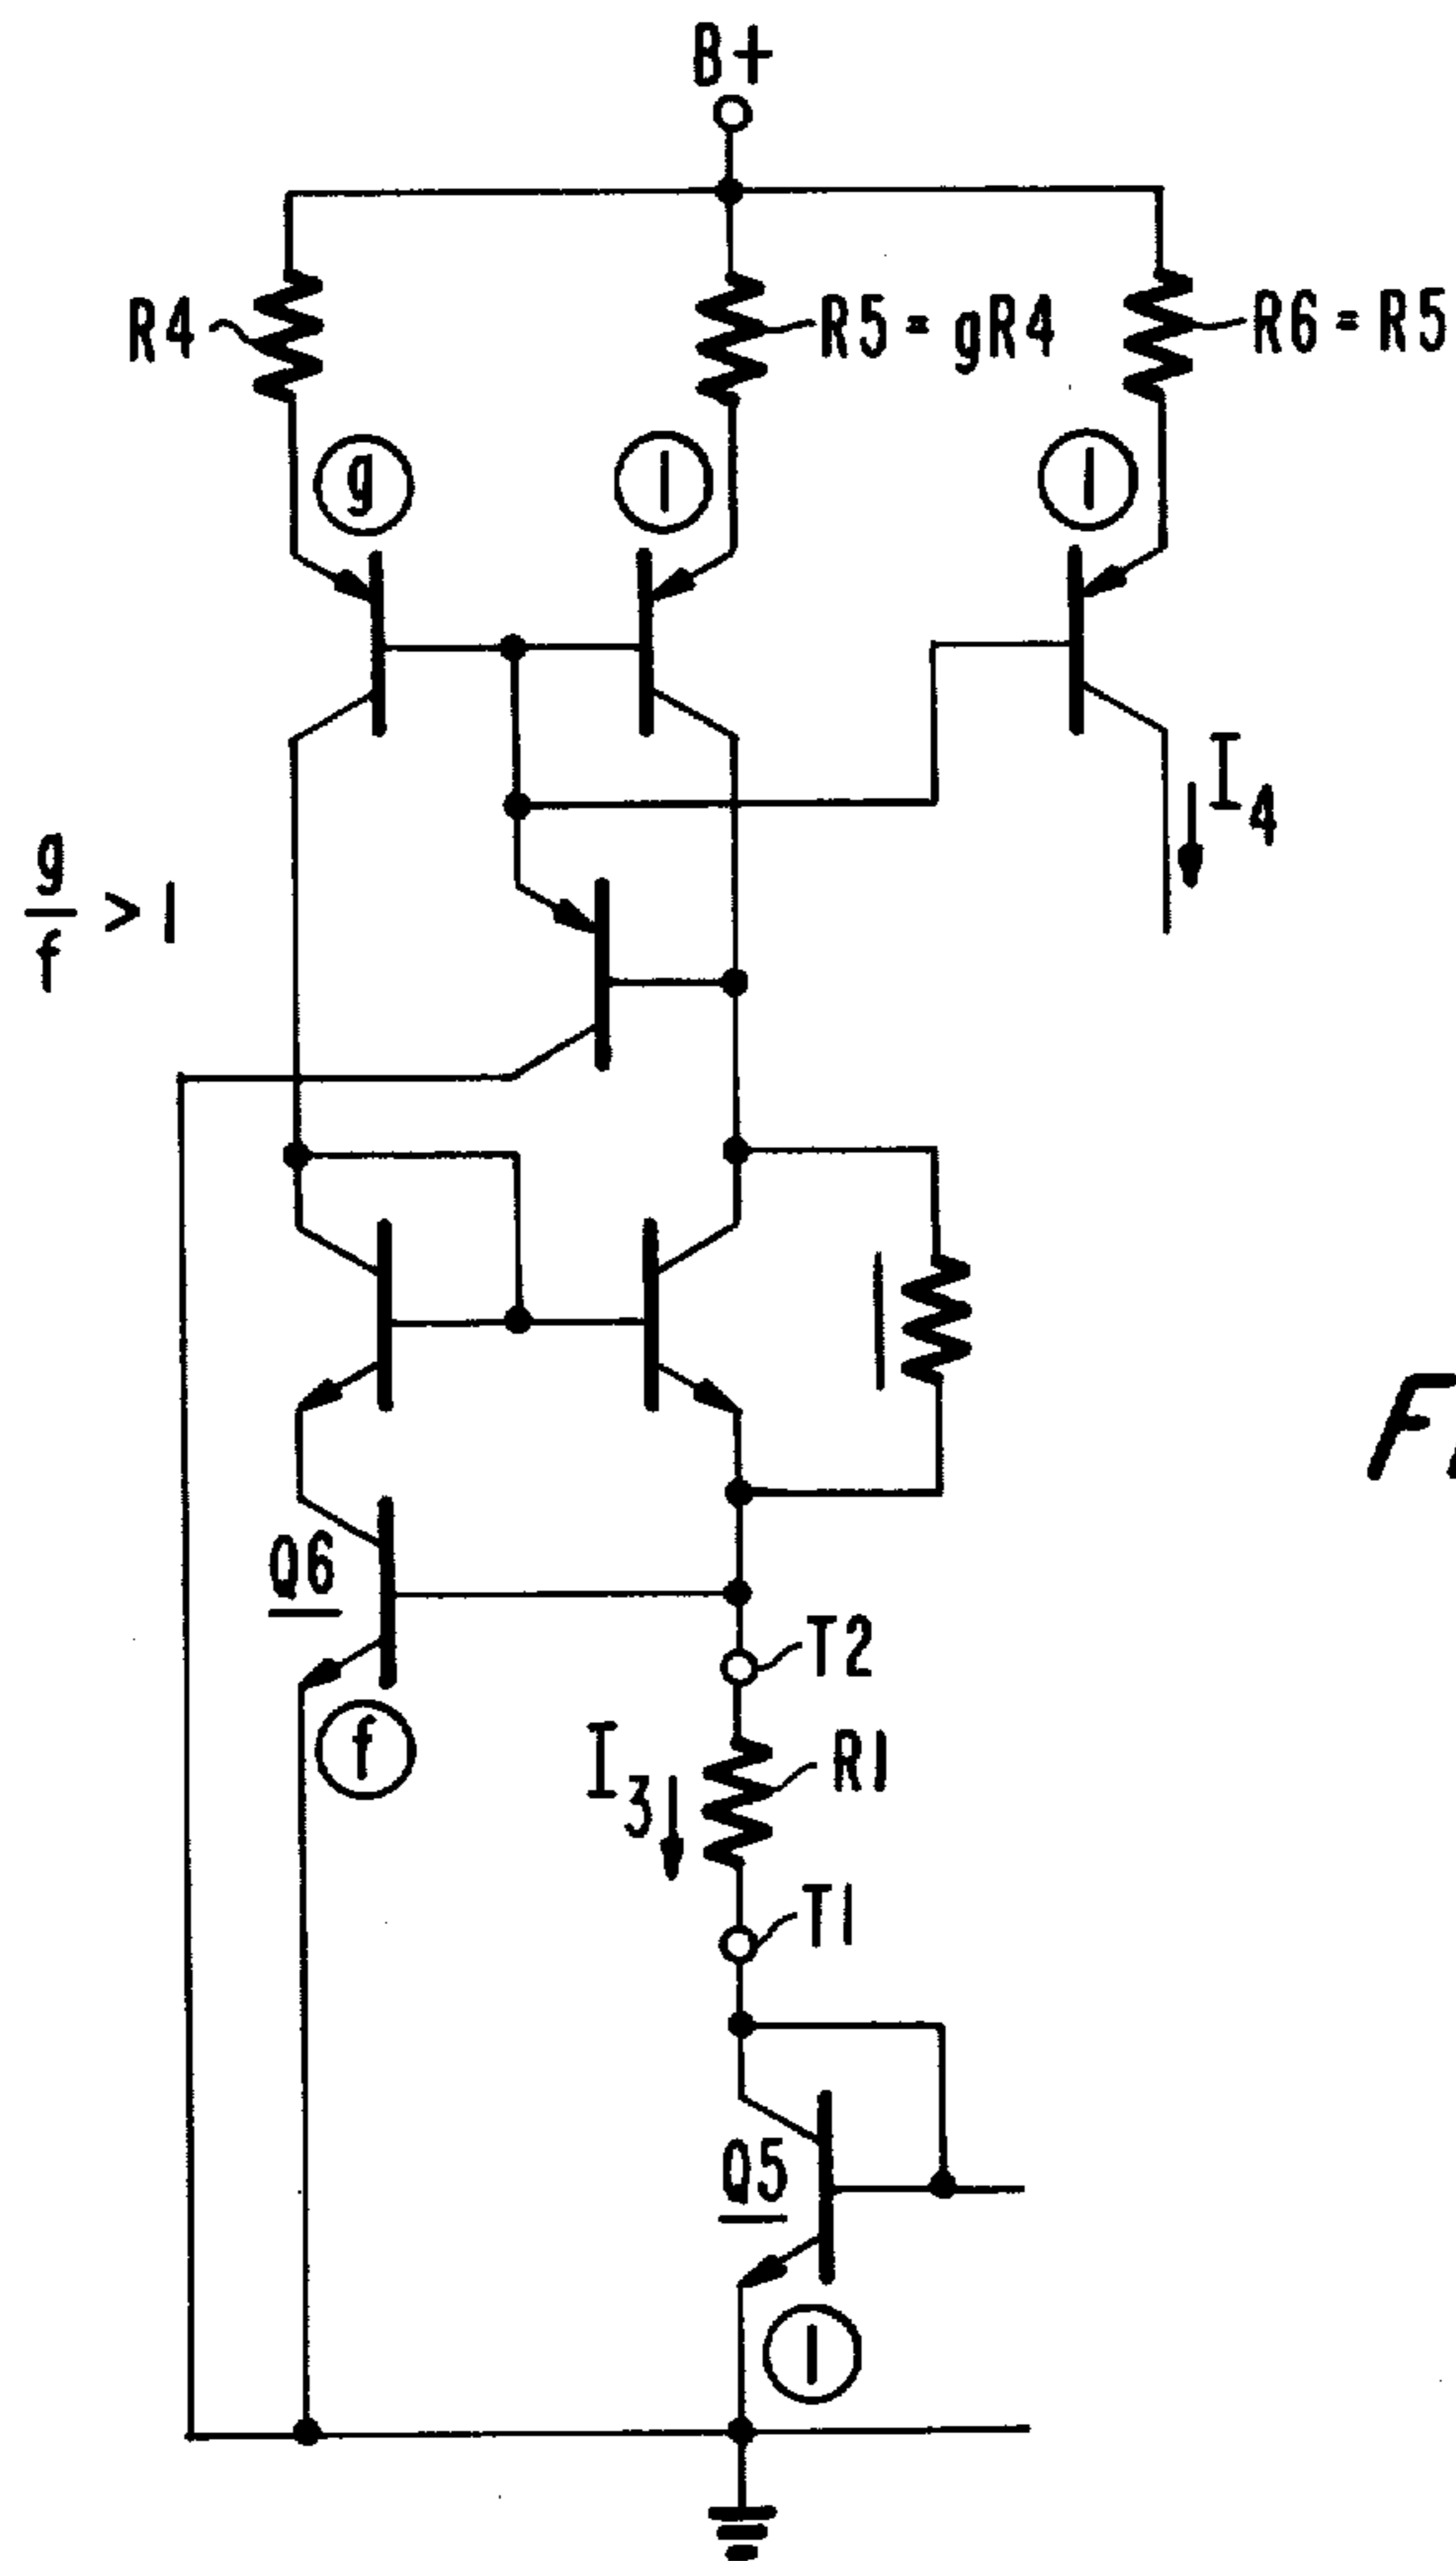 B+
R4
R5 = gR4
R6 = R5
g
1
1
I4
g/f > 1
Q6
f
T2
I3
R1
T1
Q5
1